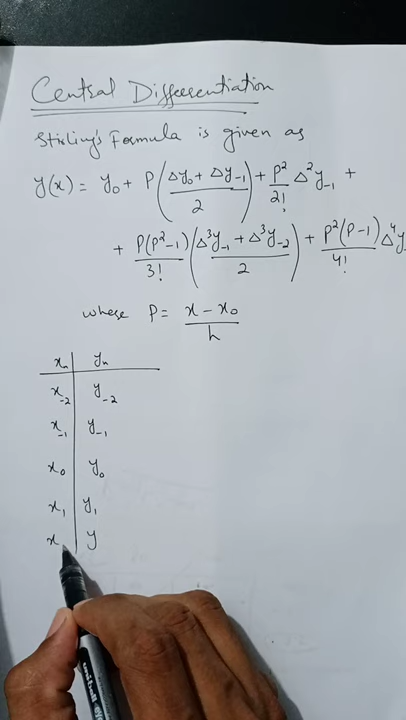 Central Differentiation
Stirling's Formula is given as
y(x) = y₀ + P ((Δy₀ + Δy₋₁)/2) + P²/2! Δ²y₋₁ +
+ P(P²-1)/3! ((Δ³y₋₁ + Δ³y₋₂)/2) + P²(P-1)/4! Δ⁴y
where P = (x - x₀)/h
xₙ yₙ
x₋₂ y₋₂
x₋₁ y₋₁
x₀ y₀
x₁ y₁
x y
uniball